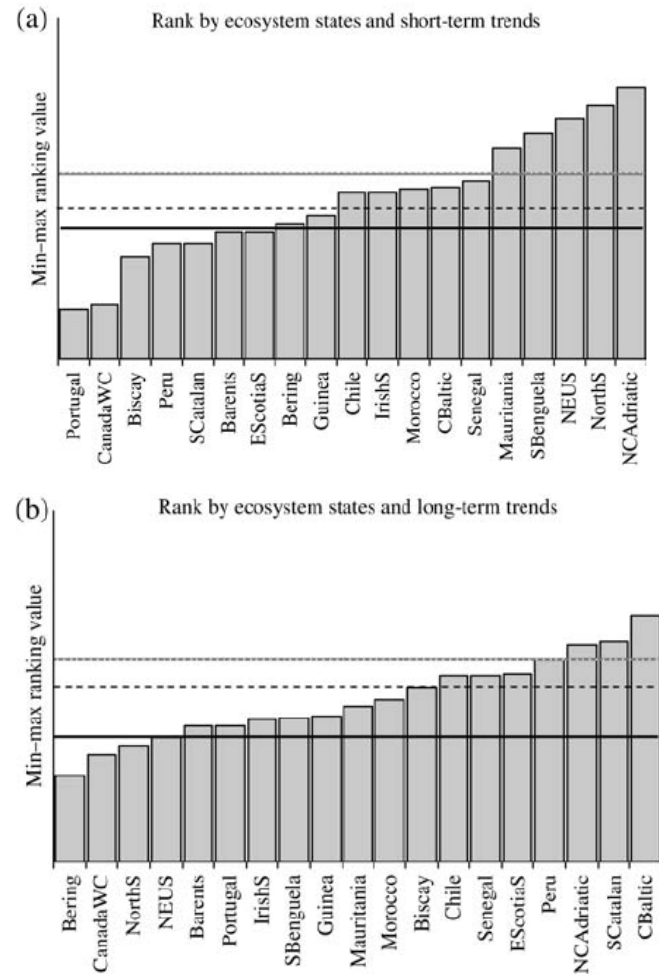 (a)
Rank by ecosystem states and short-term trends
Min–max ranking value
Portugal
CanadaWC
Biscay
Peru
SCatalan
Barents
EScotiaS
Bering
Guinea
Chile
IrishS
Morocco
CBaltic
Senegal
Mauritiania
SBenguela
NEUS
NorthS
NCAdriatic
(b)
Rank by ecosystem states and long-term trends
Min–max ranking value
Bering
CanadaWC
NorthS
NEUS
Barents
Portugal
IrishS
SBenguela
Guinea
Mauritania
Morocco
Biscay
Chile
Senegal
EScotiaS
Peru
NCAdriatic
SCatalan
CBaltic